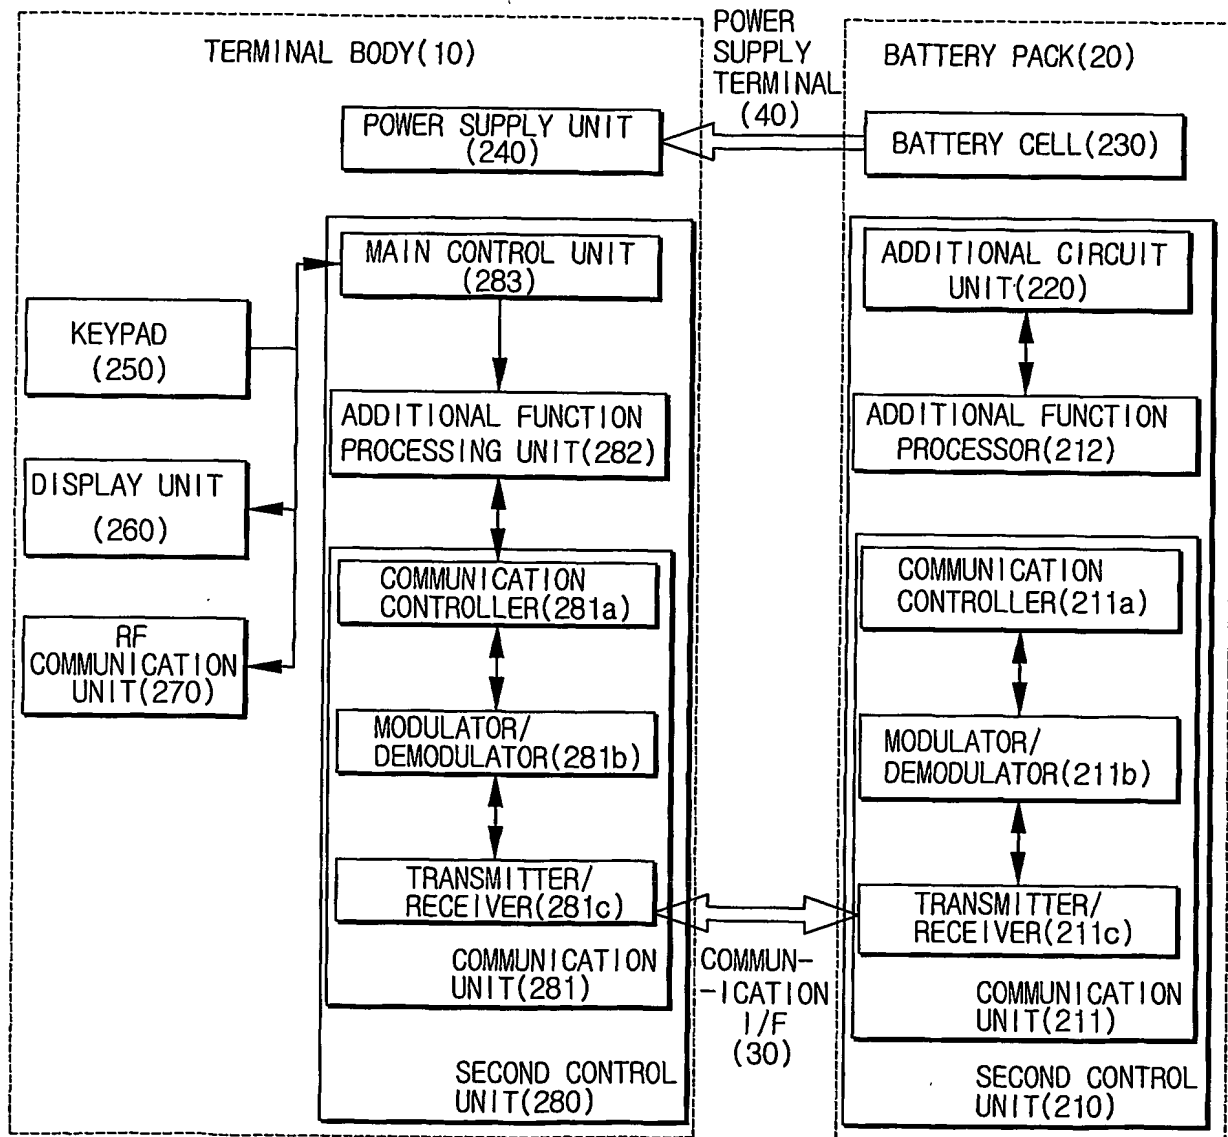 TERMINAL BODY(10)
POWER
SUPPLY
TERMINAL
(40)
BATTERY PACK(20)
POWER SUPPLY UNIT
(240)
BATTERY CELL(230)
MAIN CONTROL UNIT
(283)
ADDITIONAL CIRCUIT
UNIT(220)
KEYPAD
(250)
ADDITIONAL FUNCTION
PROCESSING UNIT(282)
ADDITIONAL FUNCTION
PROCESSOR(212)
DISPLAY UNIT
(260)
COMMUNICATION
CONTROLLER(281a)
COMMUNICATION
CONTROLLER(211a)
RF
COMMUNICATION
UNIT(270)
MODULATOR/
DEMODULATOR(281b)
MODULATOR/
DEMODULATOR(211b)
TRANSMITTER/
RECEIVER(281c)
TRANSMITTER/
RECEIVER(211c)
COMMUNICATION
UNIT(281)
COMMUN-
-ICATION
I/F
(30)
COMMUNICATION
UNIT(211)
SECOND CONTROL
UNIT(280)
SECOND CONTROL
UNIT(210)